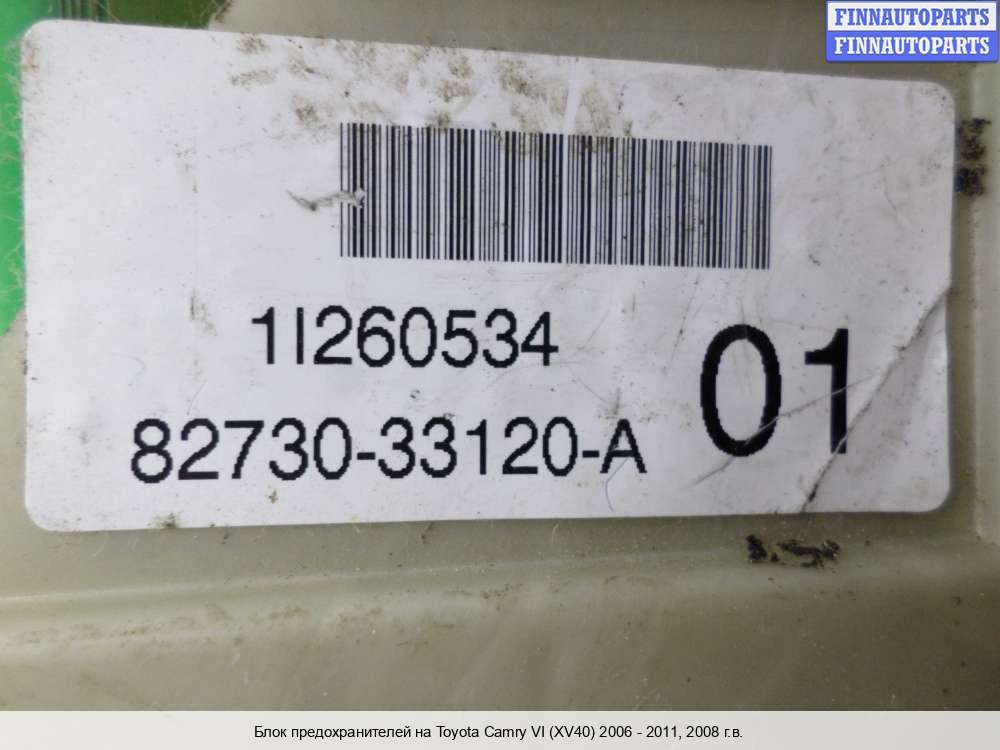 FINNAUTOPARTS
FINNAUTOPARTS
1I260534
01
82730-33120-A
Блок предохранителей на Toyota Camry VI (XV40) 2006 - 2011, 2008 г.в.